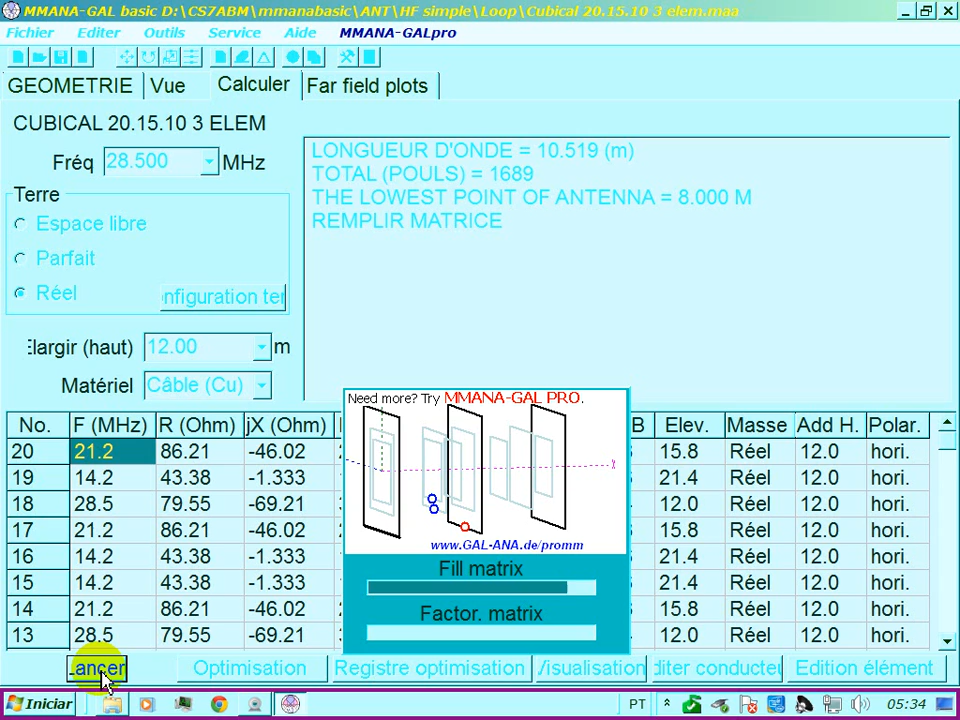 MMANA-GAL basic D:\CS7ABM\mmanabasic\ANT\HF simple\Loop\Cubical 20.15.10 3 elem.maa
Fichier Editer Outils Service Aide MMANA-GALpro
GEOMETRIE Vue Calculer Far field plots
CUBICAL 20.15.10 3 ELEM
Fréq 28.500 MHz
Terre
Espace libre
Parfait
Réel
nfiguration ter
Elargir (haut) 12.00 m
Matériel Câble (Cu)
LONGUEUR D'ONDE = 10.519 (m)
TOTAL (POULS) = 1689
THE LOWEST POINT OF ANTENNA = 8.000 M
REMPLIR MATRICE
Need more? Try MMANA-GAL PRO.
www.GAL-ANA.de/promm
Fill matrix
Factor. matrix
No. F (MHz) R (Ohm) jX (Ohm) B Elev. Masse Add H. Polar.
20 21.2 86.21 -46.02 15.8 Réel 12.0 hori.
19 14.2 43.38 -1.333 21.4 Réel 12.0 hori.
18 28.5 79.55 -69.21 12.0 Réel 12.0 hori.
17 21.2 86.21 -46.02 15.8 Réel 12.0 hori.
16 14.2 43.38 -1.333 21.4 Réel 12.0 hori.
15 14.2 43.38 -1.333 21.4 Réel 12.0 hori.
14 21.2 86.21 -46.02 15.8 Réel 12.0 hori.
13 28.5 79.55 -69.21 12.0 Réel 12.0 hori.
Lancer Optimisation Registre optimisation Visualisation diter conducteu Edition élément
Iniciar PT 05:34